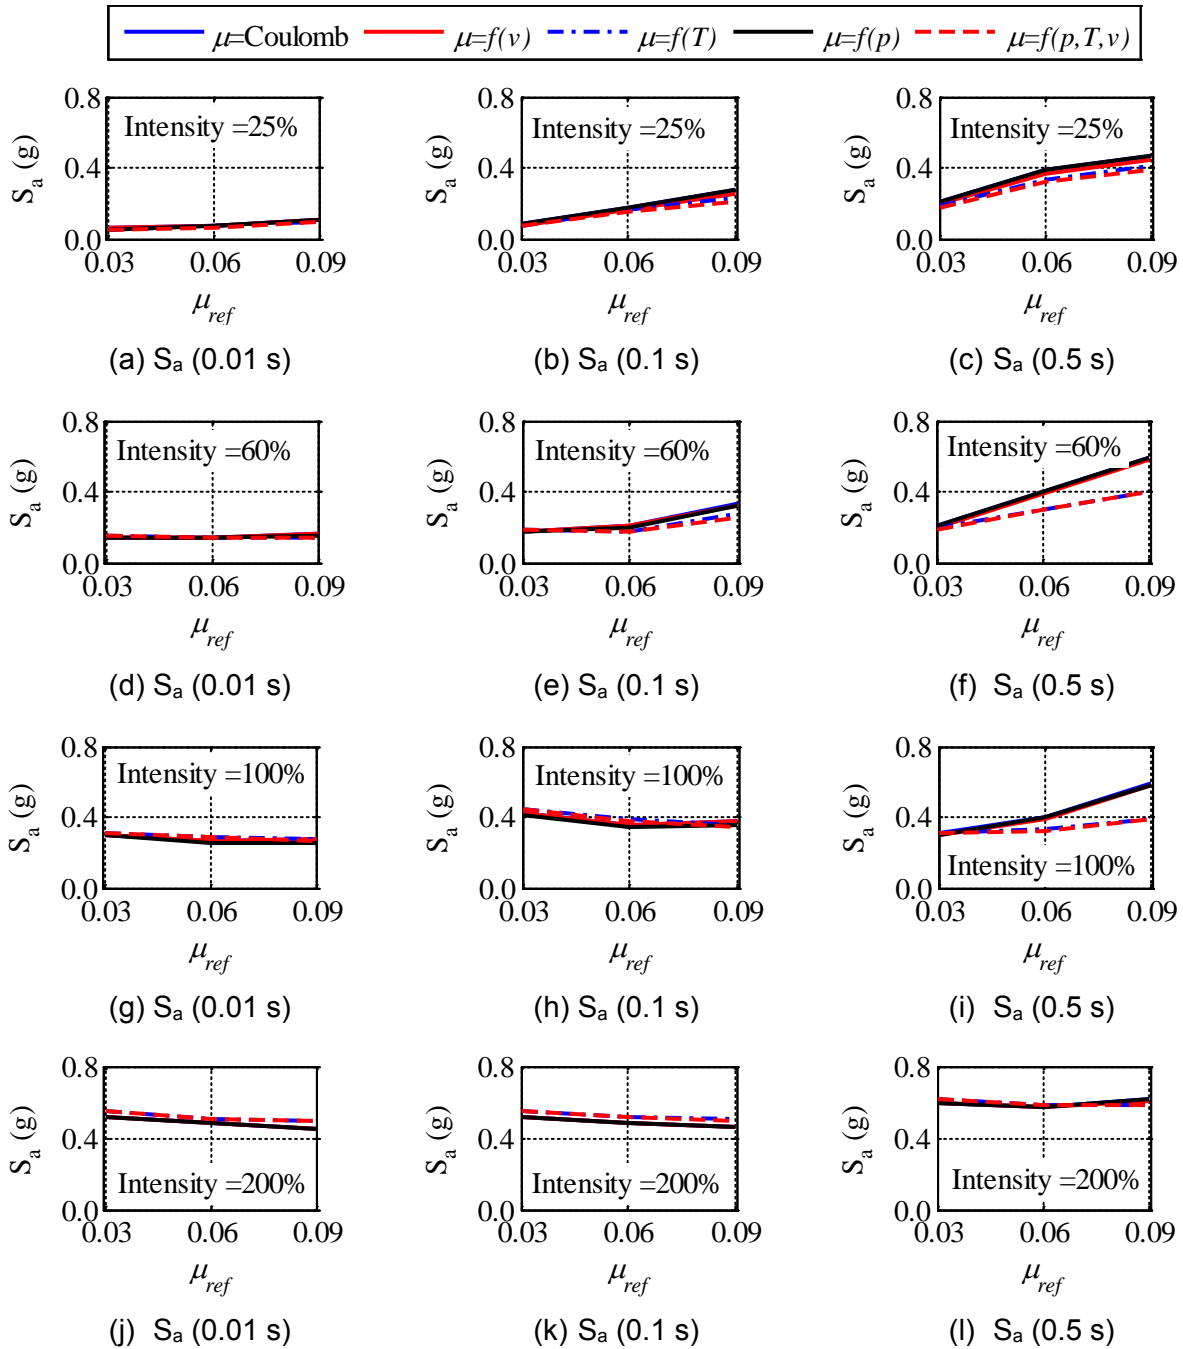 μ=Coulomb μ=f(v) μ=f(T) μ=f(p) μ=f(p,T,v)
0.8 0.8 0.8
Intensity =25% Intensity =25% Intensity =25%
Sa (g) Sa (g) Sa (g)
0.4 0.4 0.4
0.0 0.0 0.0
0.03 0.06 0.09 0.03 0.06 0.09 0.03 0.06 0.09
μref μref μref
(a) Sa (0.01 s) (b) Sa (0.1 s) (c) Sa (0.5 s)
0.8 0.8 0.8
Intensity =60% Intensity =60% Intensity =60%
Sa (g) Sa (g) Sa (g)
0.4 0.4 0.4
0.0 0.0 0.0
0.03 0.06 0.09 0.03 0.06 0.09 0.03 0.06 0.09
μref μref μref
(d) Sa (0.01 s) (e) Sa (0.1 s) (f) Sa (0.5 s)
0.8 0.8 0.8
Intensity =100% Intensity =100%
Sa (g) Sa (g) Sa (g)
0.4 0.4 0.4
Intensity =100%
0.0 0.0 0.0
0.03 0.06 0.09 0.03 0.06 0.09 0.03 0.06 0.09
μref μref μref
(g) Sa (0.01 s) (h) Sa (0.1 s) (i) Sa (0.5 s)
0.8 0.8 0.8
Sa (g) Sa (g) Sa (g)
0.4 0.4 0.4
Intensity =200% Intensity =200% Intensity =200%
0.0 0.0 0.0
0.03 0.06 0.09 0.03 0.06 0.09 0.03 0.06 0.09
μref μref μref
(j) Sa (0.01 s) (k) Sa (0.1 s) (l) Sa (0.5 s)